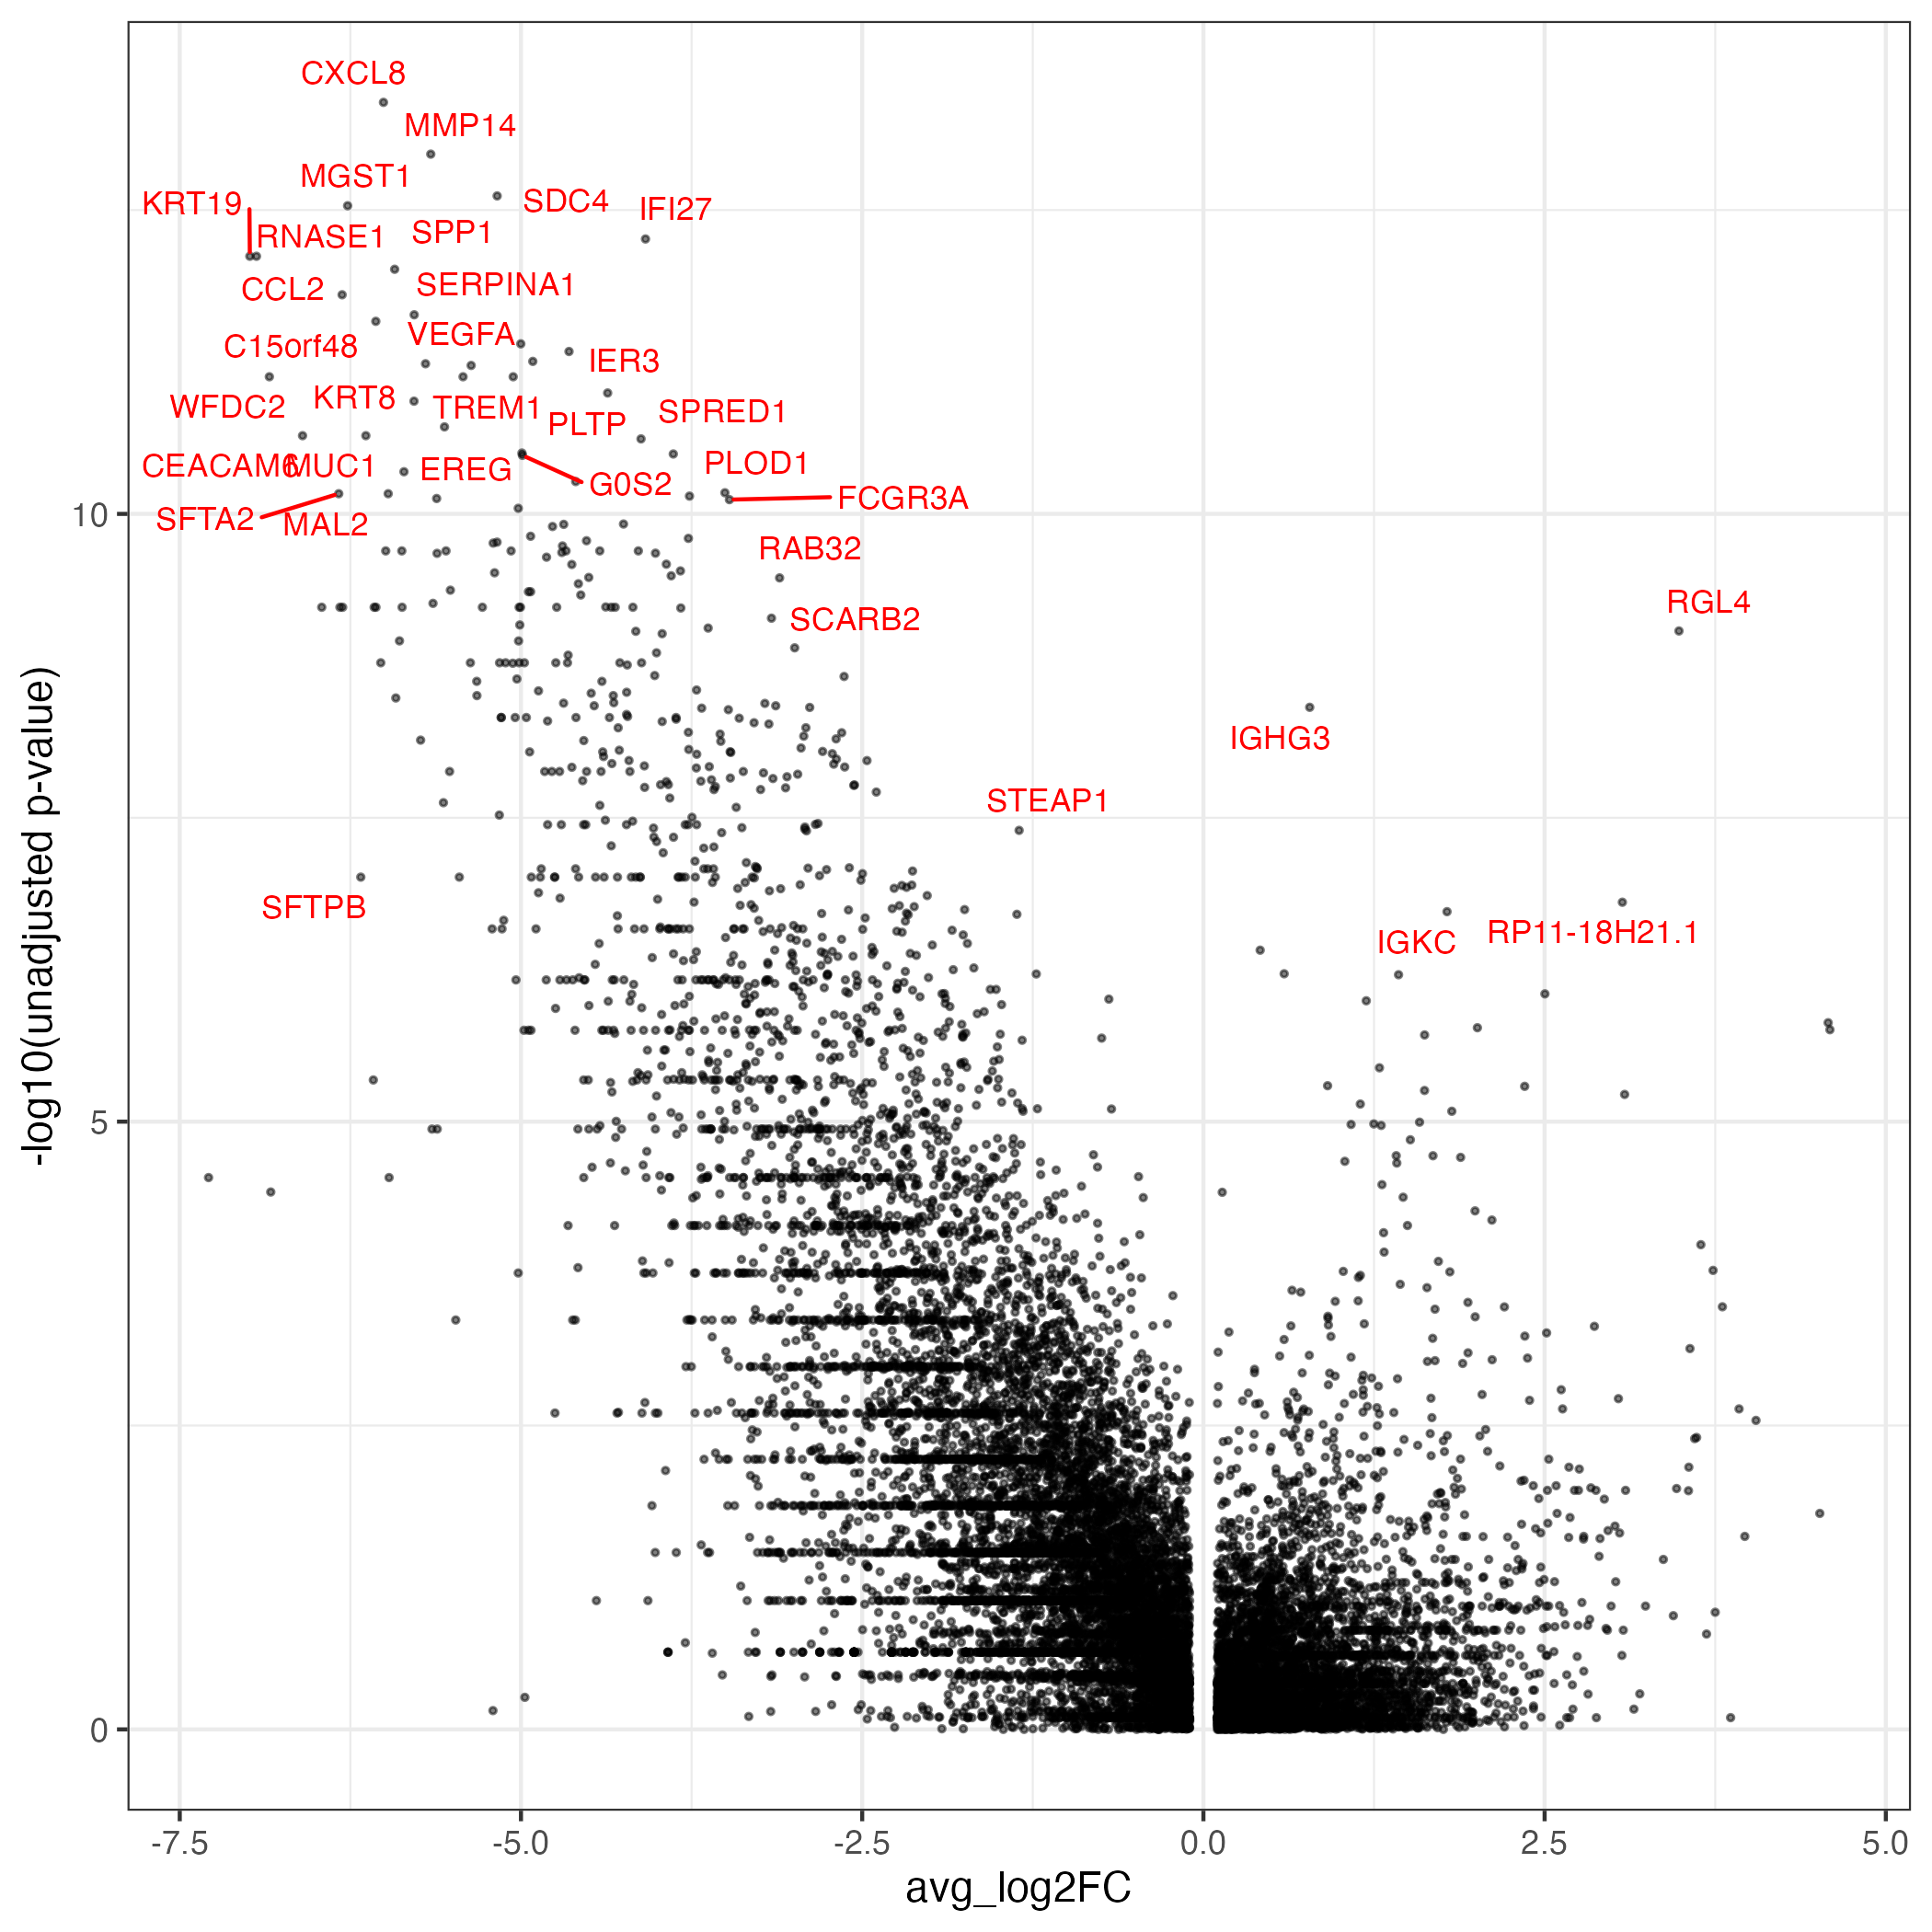 CXCL8
MMP14
MGST1
KRT19
SDC4
IFI27
RNASE1
SPP1
CCL2
SERPINA1
VEGFA
C15orf48
IER3
KRT8
WFDC2
TREM1
SPRED1
PLTP
CEACAM6
MUC1
EREG
PLOD1
G0S2
FCGR3A
SFTA2
MAL2
RAB32
SCARB2
RGL4
IGHG3
STEAP1
SFTPB
IGKC
RP11-18H21.1
10
5
0
-log10(unadjusted p-value)
-7.5 -5.0 -2.5 0.0 2.5 5.0
avg_log2FC